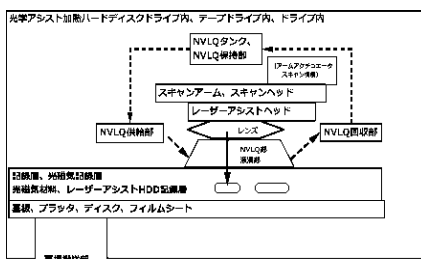 光学アシスト加熱ハードディスクドライブ内、テープドライブ内、ドライブ内
NVLQタンク、
NVLQ保持部
(アームアクチュエータ
スキャン機構)
スキャンアーム、スキャンヘッド
レーザーアシストヘッド
NVLQ供給部
レンズ
NVLQ回収部
NVLQ部
液滴部
記録層、光磁気記録層
光磁気材料、レーザーアシストHDD記録層
基板、プラッタ、ディスク、フィルムシート